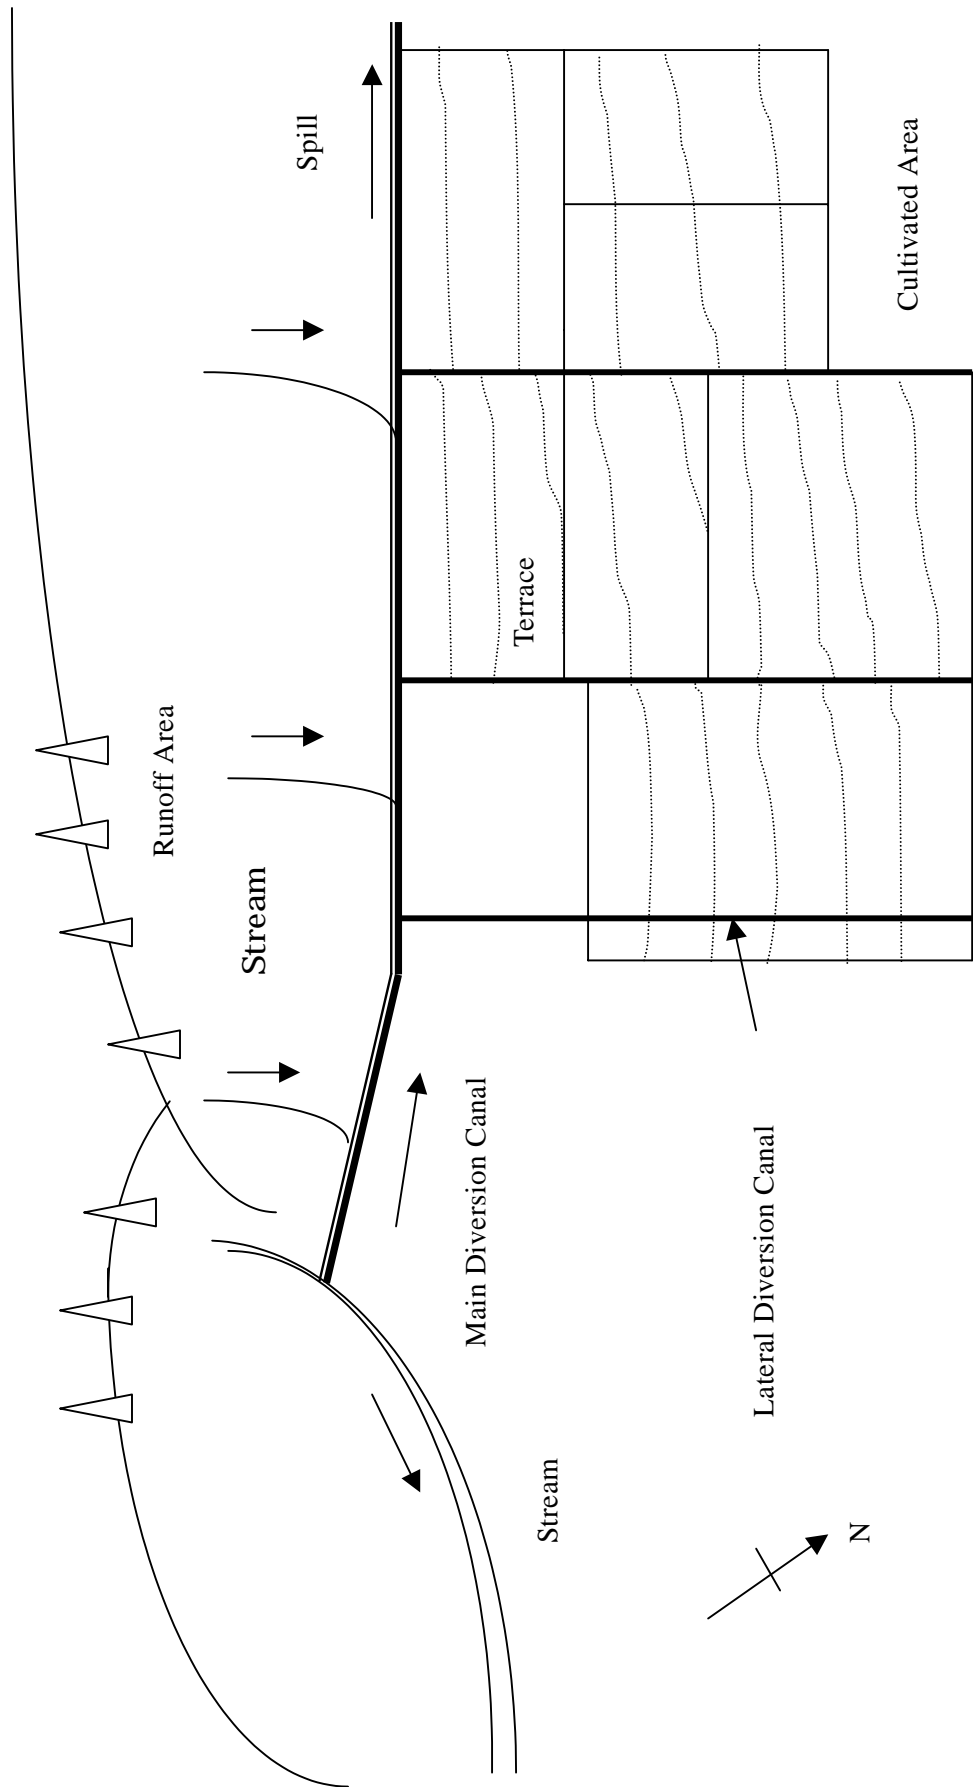 Spill
Cultivated Area
Terrace
Runoff Area
Stream
Main Diversion Canal
Lateral Diversion Canal
Stream
N